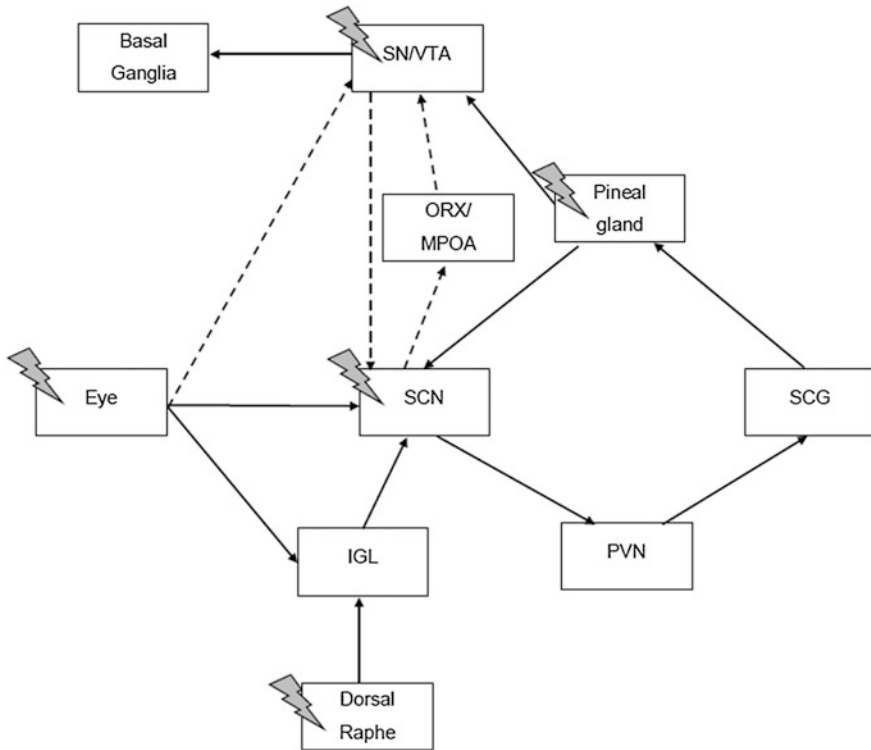 Basal
Ganglia
SN/VTA
ORX/
MPOA
Pineal
gland
Eye
SCN
SCG
IGL
PVN
Dorsal
Raphe